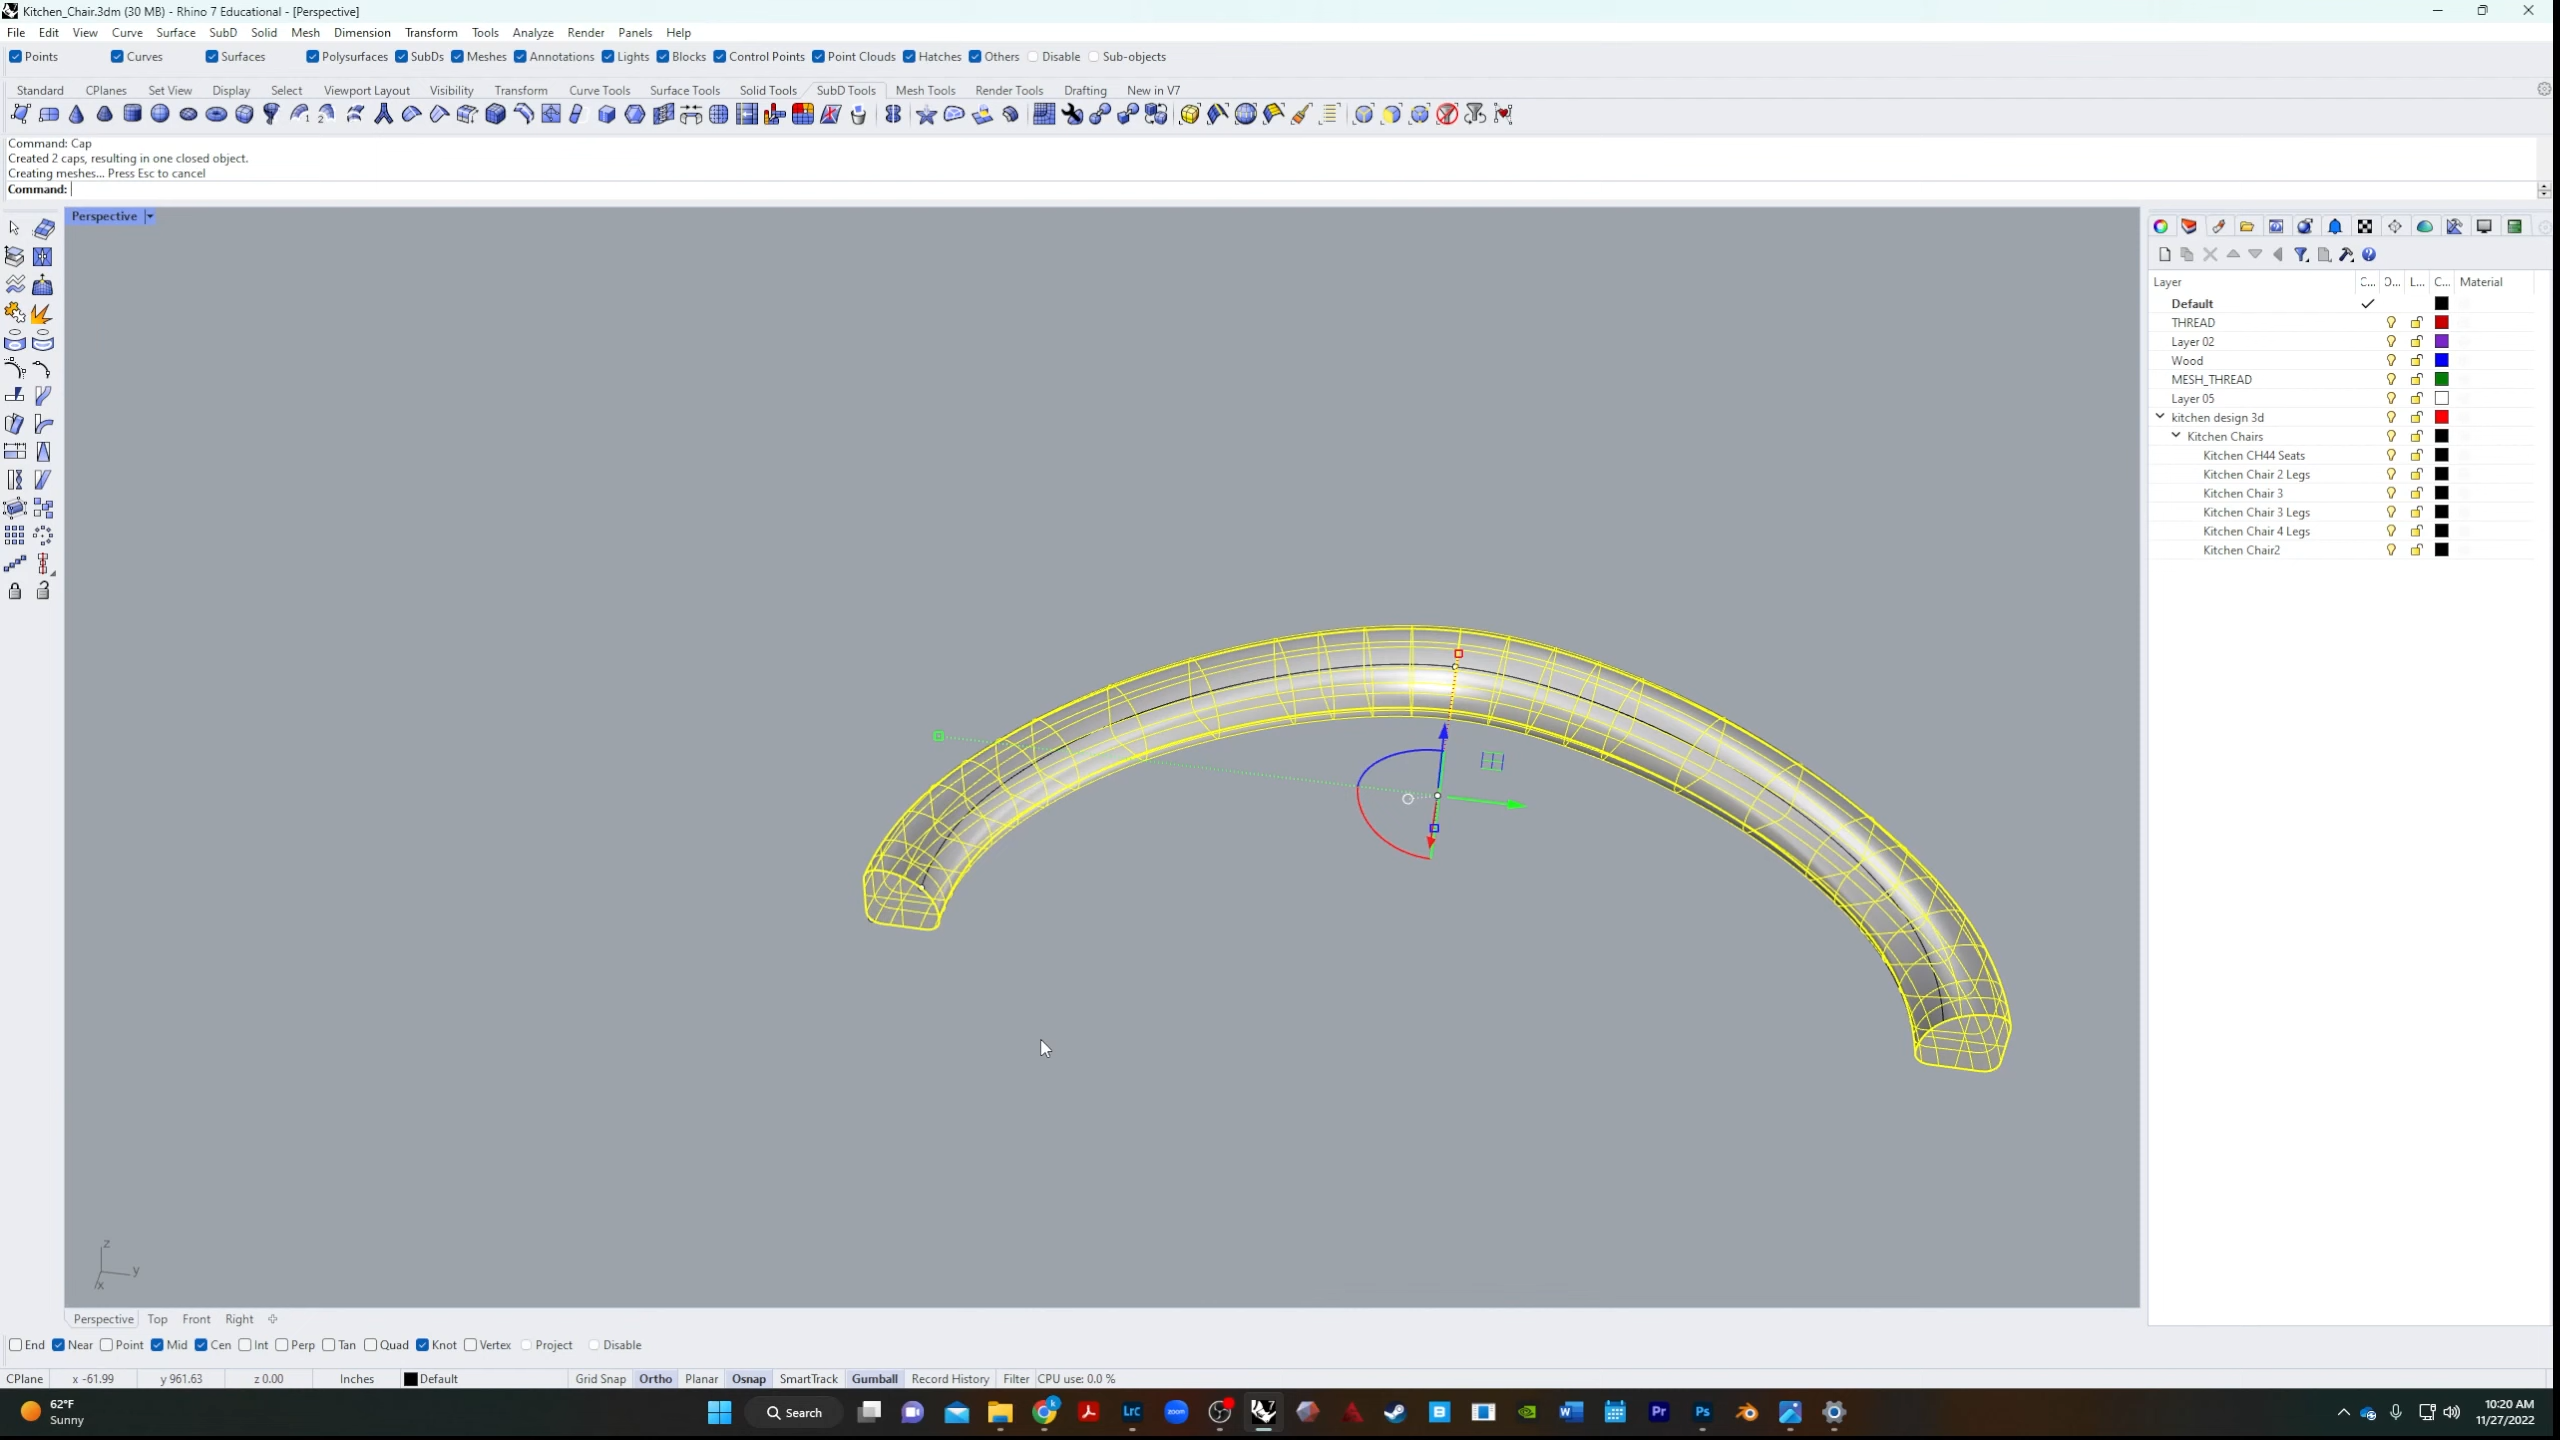 Kitchen_Chair.3dm (30 MB) - Rhino 7 Educational - [Perspective]
File Edit View Curve Surface SubD Solid Mesh Dimension Transform Tools Analyze Render Panels Help
Points Curves Surfaces Polysurfaces SubDs Meshes Annotations Lights Blocks Control Points Point Clouds Hatches Others Disable Sub-objects
Standard CPlanes Set View Display Select Viewport Layout Visibility Transform Curve Tools Surface Tools Solid Tools SubD Tools Mesh Tools Render Tools Drafting New in V7
Command: Cap
Created 2 caps, resulting in one closed object.
Creating meshes... Press Esc to cancel
Command:
Perspective
Layer C... O... L... C... Material
Default
THREAD
Layer 02
Wood
MESH_THREAD
Layer 05
kitchen design 3d
Kitchen Chairs
Kitchen CH44 Seats
Kitchen Chair 2 Legs
Kitchen Chair 3
Kitchen Chair 3 Legs
Kitchen Chair 4 Legs
Kitchen Chair2
z
y
x
Perspective Top Front Right
End Near Point Mid Cen Int Perp Tan Quad Knot Vertex Project Disable
CPlane x -61.99 y 961.63 z 0.00 Inches Default Grid Snap Ortho Planar Osnap SmartTrack Gumball Record History Filter CPU use: 0.0 %
62°F
Sunny
Search
Lrc
zoom
7
W
Pr
Ps
10:20 AM
11/27/2022